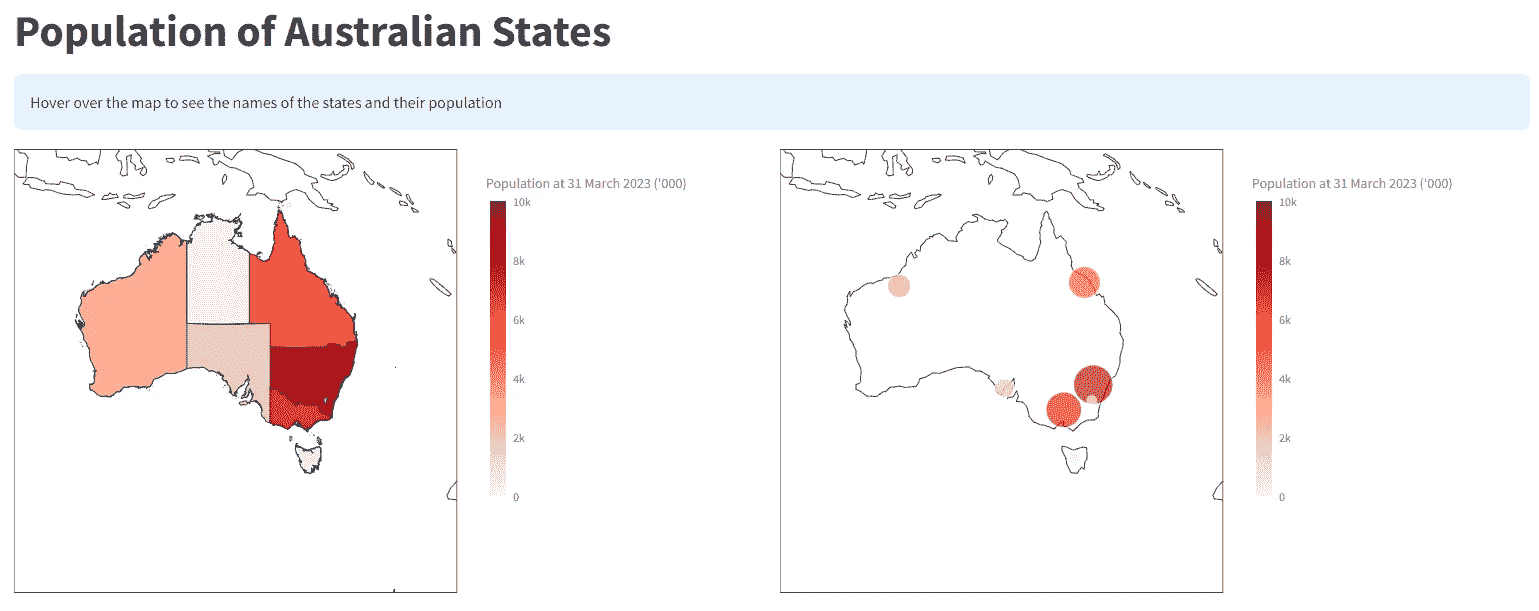 Population of Australian States
Hover over the map to see the names of the states and their population
Population at 31 March 2023 ('000)
10k
8k
6k
4k
2k
0
Population at 31 March 2023 ('000)
10k
8k
6k
4k
2k
0